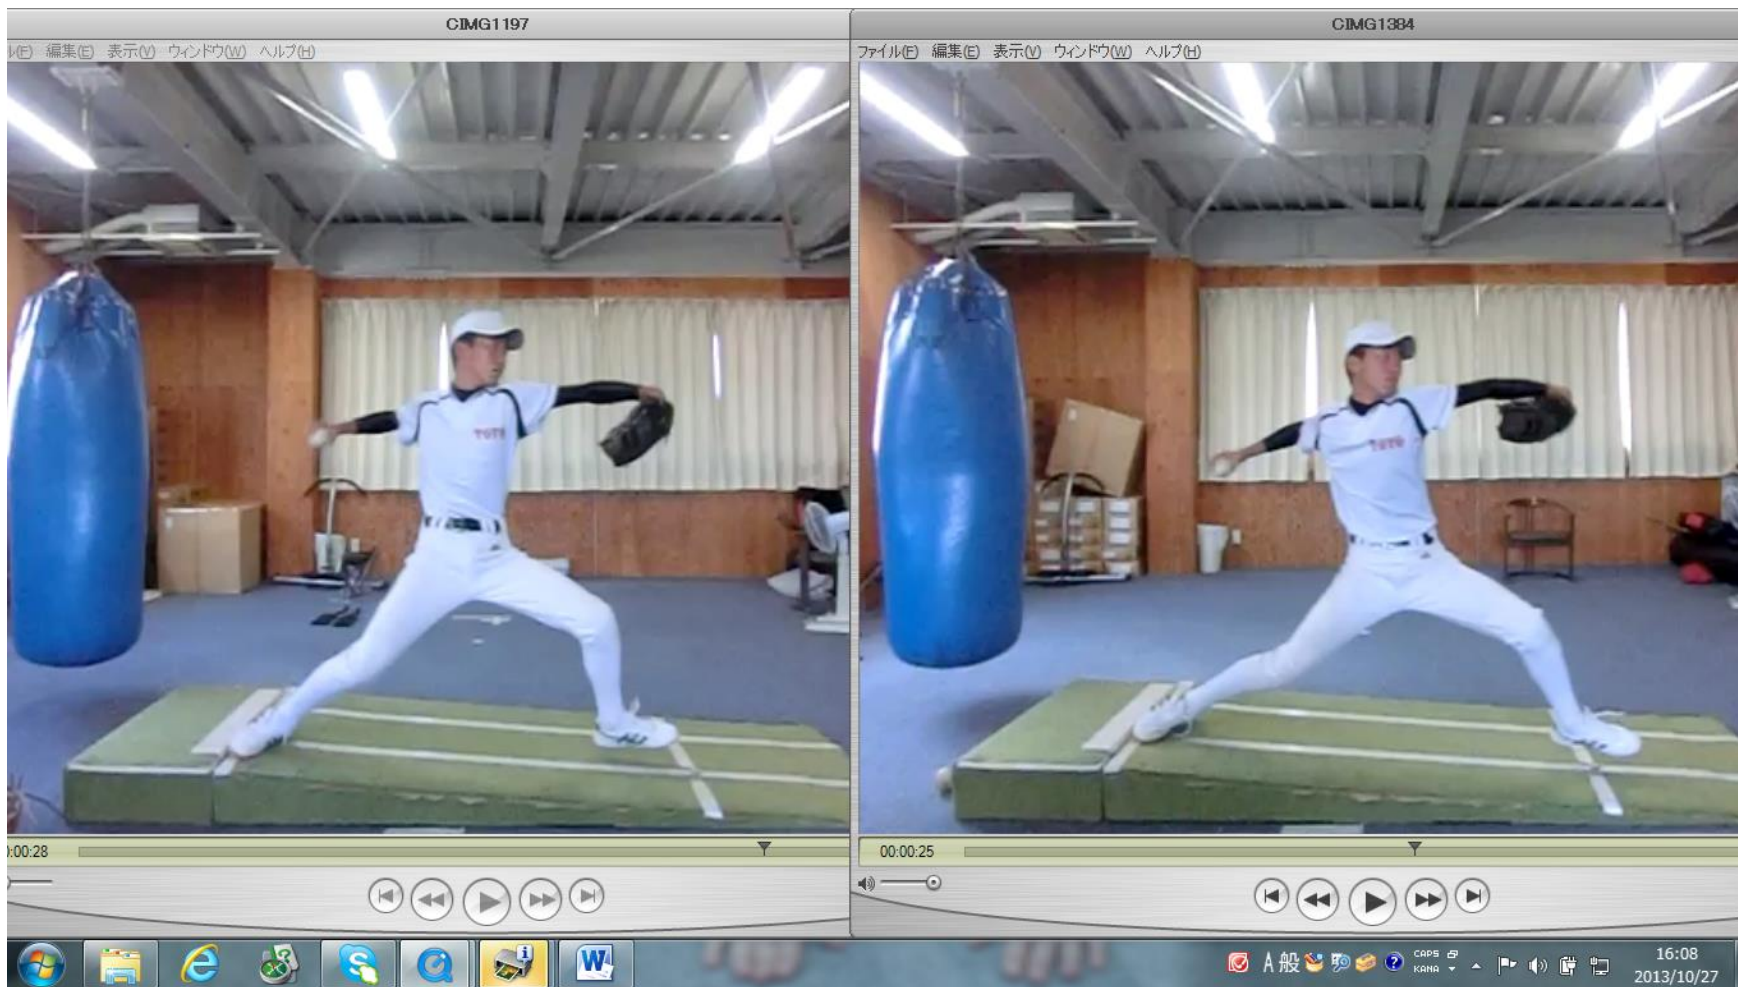 CIMG1197
ル(F) 編集(E) 表示(V) ウィンドウ(W) ヘルプ(H)
TOTO
:00:28
CIMG1384
ファイル(F) 編集(E) 表示(V) ウィンドウ(W) ヘルプ(H)
TOTO
00:00:25
A 般
CAPS
KANA
16:08
2013/10/27